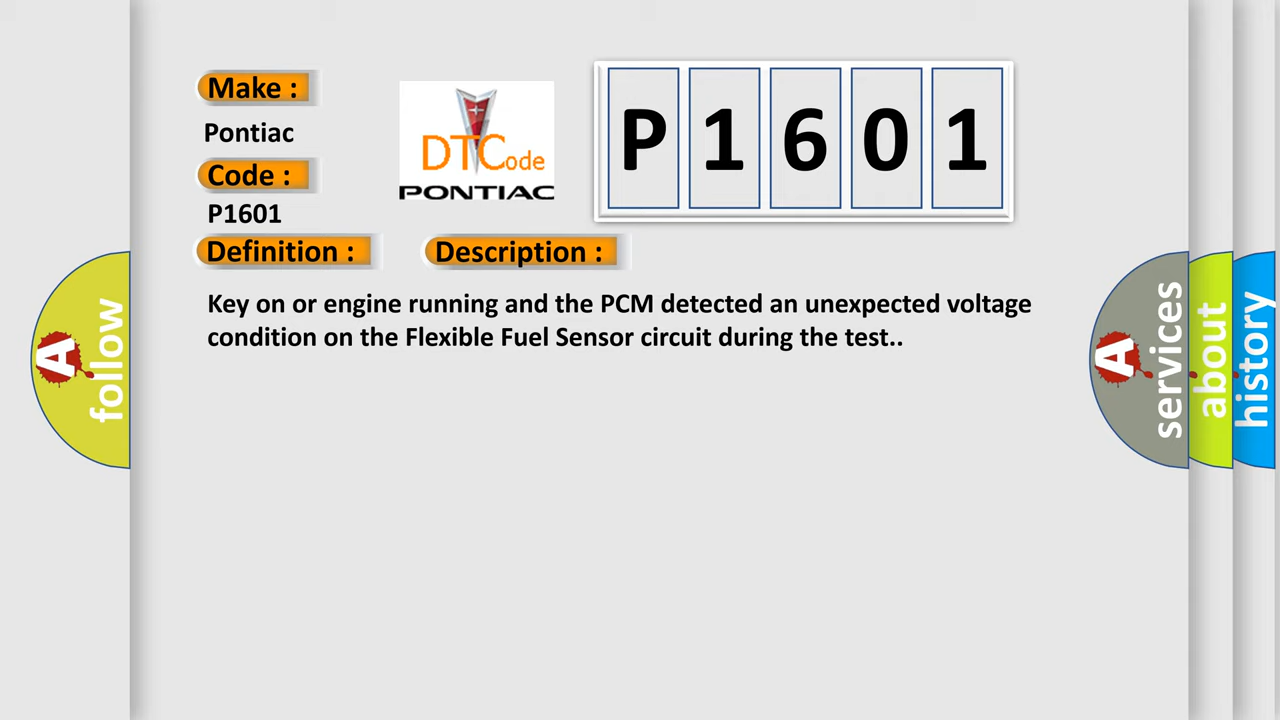 Make :
Pontiac
Code :
P1601
Definition :
Description :
Key on or engine running and the PCM detected an unexpected voltage
condition on the Flexible Fuel Sensor circuit during the test..
DTCode
PONTIAC
P 1 6 0 1
A follow
A services
about
history